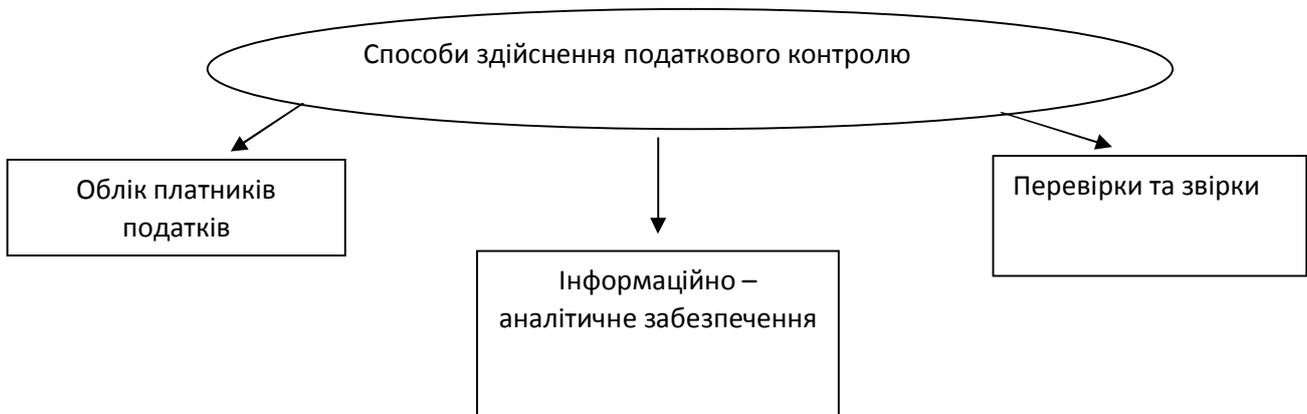 Способи здійснення податкового контролю
Облік платників
податків
Інформаційно –
аналітичне забезпечення
Перевірки та звірки